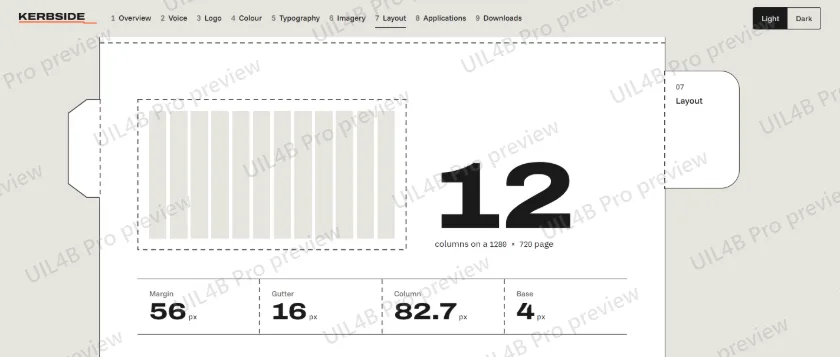 KERBSIDE
1 Overview 2 Voice 3 Logo 4 Colour 5 Typography 6 Imagery 7 Layout 8 Applications 9 Downloads
Light Dark
07
Layout
12
columns on a 1280 × 720 page
Margin
56 px
Gutter
16 px
Column
82.7 px
Base
4 px
UIL4B Pro preview